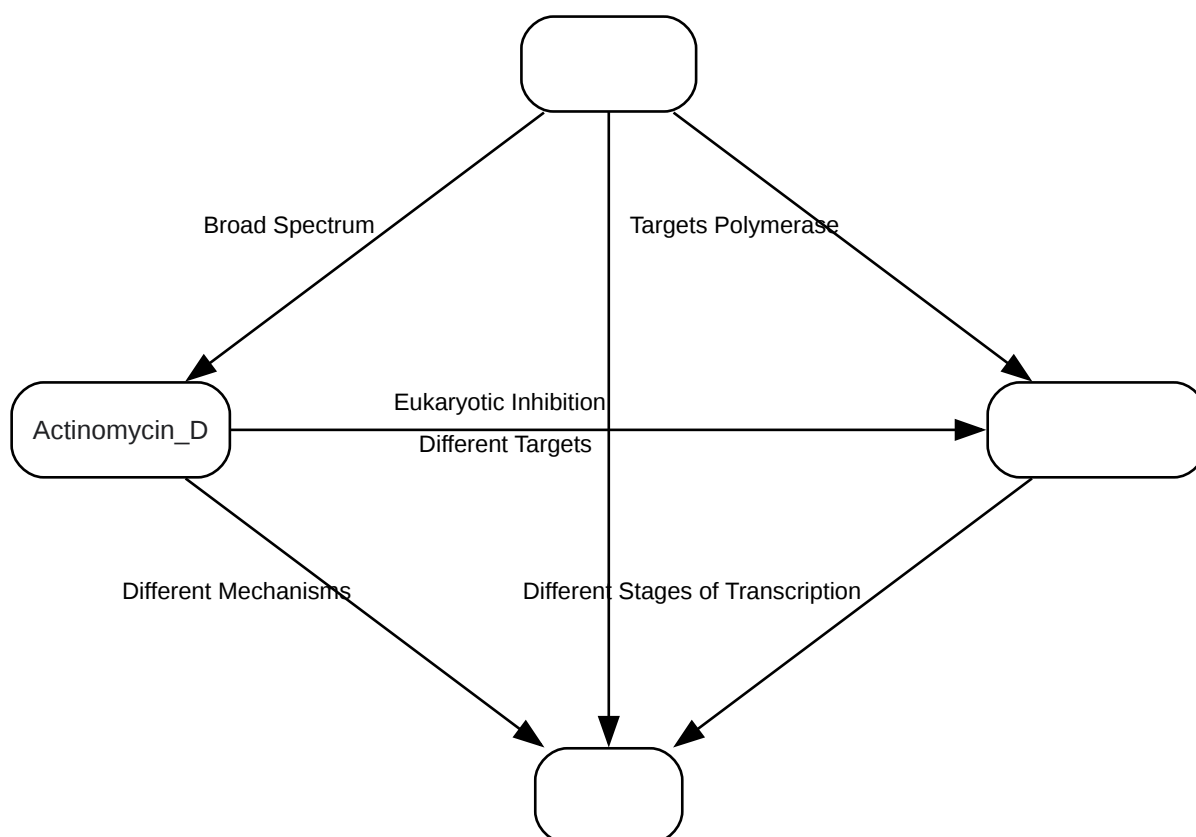 Broad Spectrum
Targets Polymerase
Eukaryotic Inhibition
Actinomycin_D
Different Targets
Different Mechanisms
Different Stages of Transcription